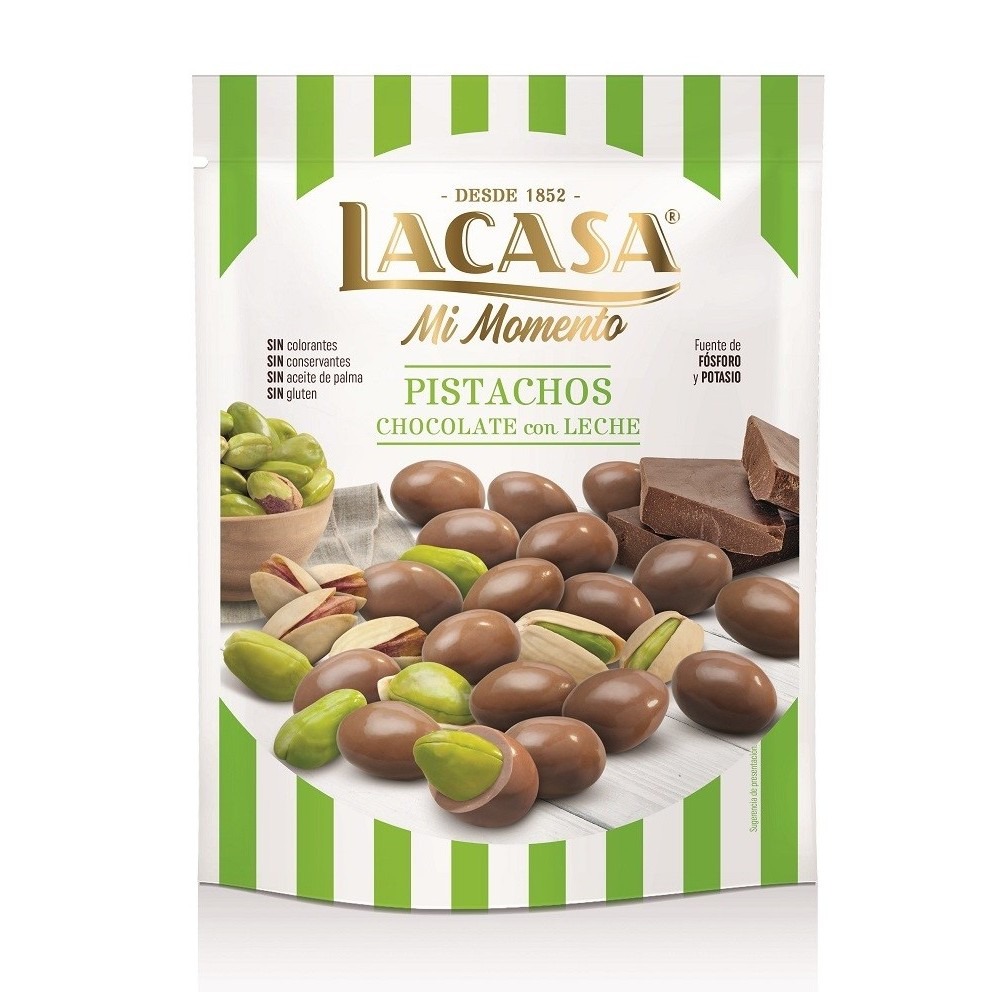 - DESDE 1852 -
LACASA®
Mi Momento
SIN colorantes
SIN conservantes
SIN aceite de palma
SIN gluten
Fuente de
FÓSFORO
y POTASIO
PISTACHOS
CHOCOLATE con LECHE
Sugerencia de presentación.